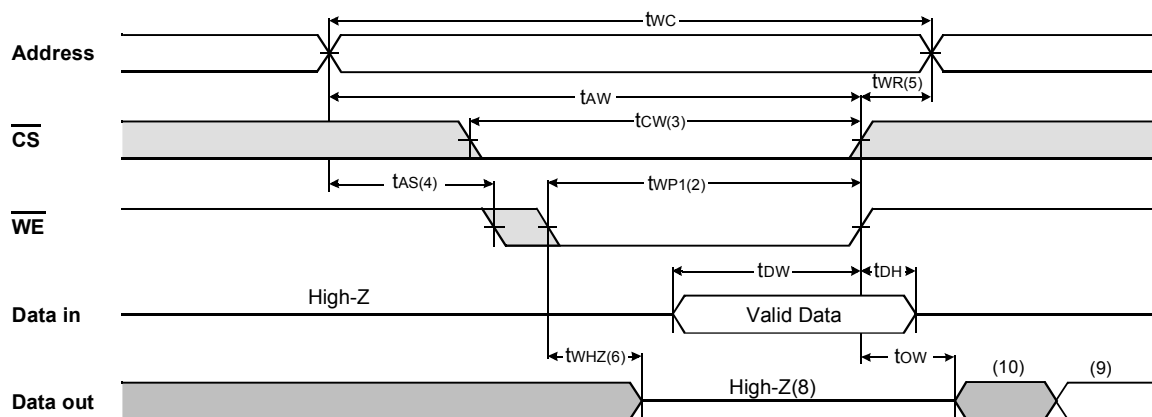 tWC
Address
tWR(5)
tAW
tCW(3)
CS
tAS(4)
tWP1(2)
WE
tDW
tDH
High-Z
Data in
Valid Data
tWHZ(6)
tOW
High-Z(8)
(10)
(9)
Data out